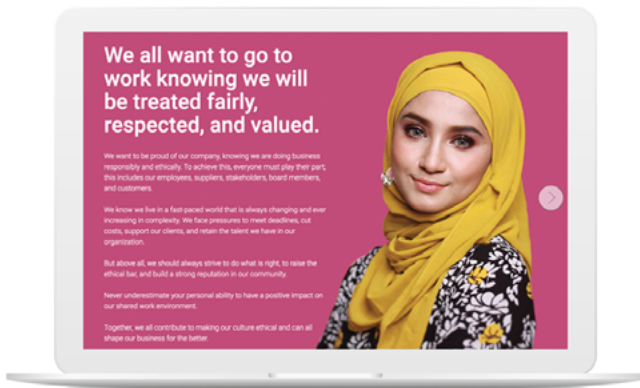 We all want to go to
work knowing we will
be treated fairly,
respected, and valued.
We want to be proud of our company, knowing we are doing business
responsibly and ethically. To achieve this, everyone must play their part,
this includes our employees, suppliers, stakeholders, board members,
and customers.
We know we live in a fast-paced world that is always changing and ever
increasing in complexity. We face pressures to meet deadlines, cut
costs, support our clients, and retain the talent we have in our
organization.
But above all, we should always strive to do what is right, to raise the
ethical bar, and build a strong reputation in our community.
Never underestimate your personal ability to have a positive impact on
our shared work environment.
Together, we all contribute to making our culture ethical and can all
shape our business for the better.